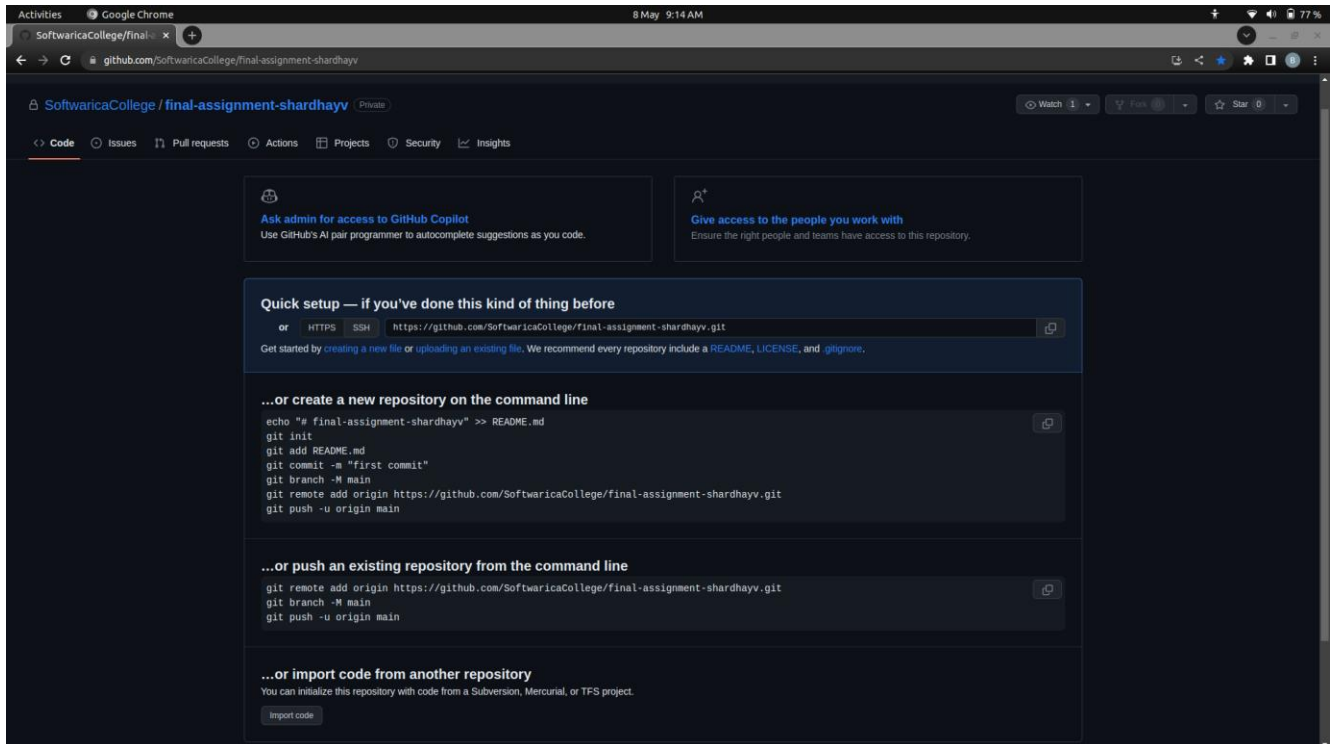 Activities Google Chrome 8 May 9:14 AM 77 %
SoftwaricaCollege/final-a
github.com/SoftwaricaCollege/final-assignment-shardhayv B
SoftwaricaCollege / final-assignment-shardhayv Private Watch 1 Fork 0 Star 0
Code Issues Pull requests Actions Projects Security Insights
Ask admin for access to GitHub Copilot
Use GitHub's AI pair programmer to autocomplete suggestions as you code.
Give access to the people you work with
Ensure the right people and teams have access to this repository.
Quick setup — if you've done this kind of thing before
or HTTPS SSH https://github.com/SoftwaricaCollege/final-assignment-shardhayv.git
Get started by creating a new file or uploading an existing file. We recommend every repository include a README, LICENSE, and .gitignore.
…or create a new repository on the command line
echo "# final-assignment-shardhayv" >> README.md
git init
git add README.md
git commit -m "first commit"
git branch -M main
git remote add origin https://github.com/SoftwaricaCollege/final-assignment-shardhayv.git
git push -u origin main
…or push an existing repository from the command line
git remote add origin https://github.com/SoftwaricaCollege/final-assignment-shardhayv.git
git branch -M main
git push -u origin main
…or import code from another repository
You can initialize this repository with code from a Subversion, Mercurial, or TFS project.
Import code